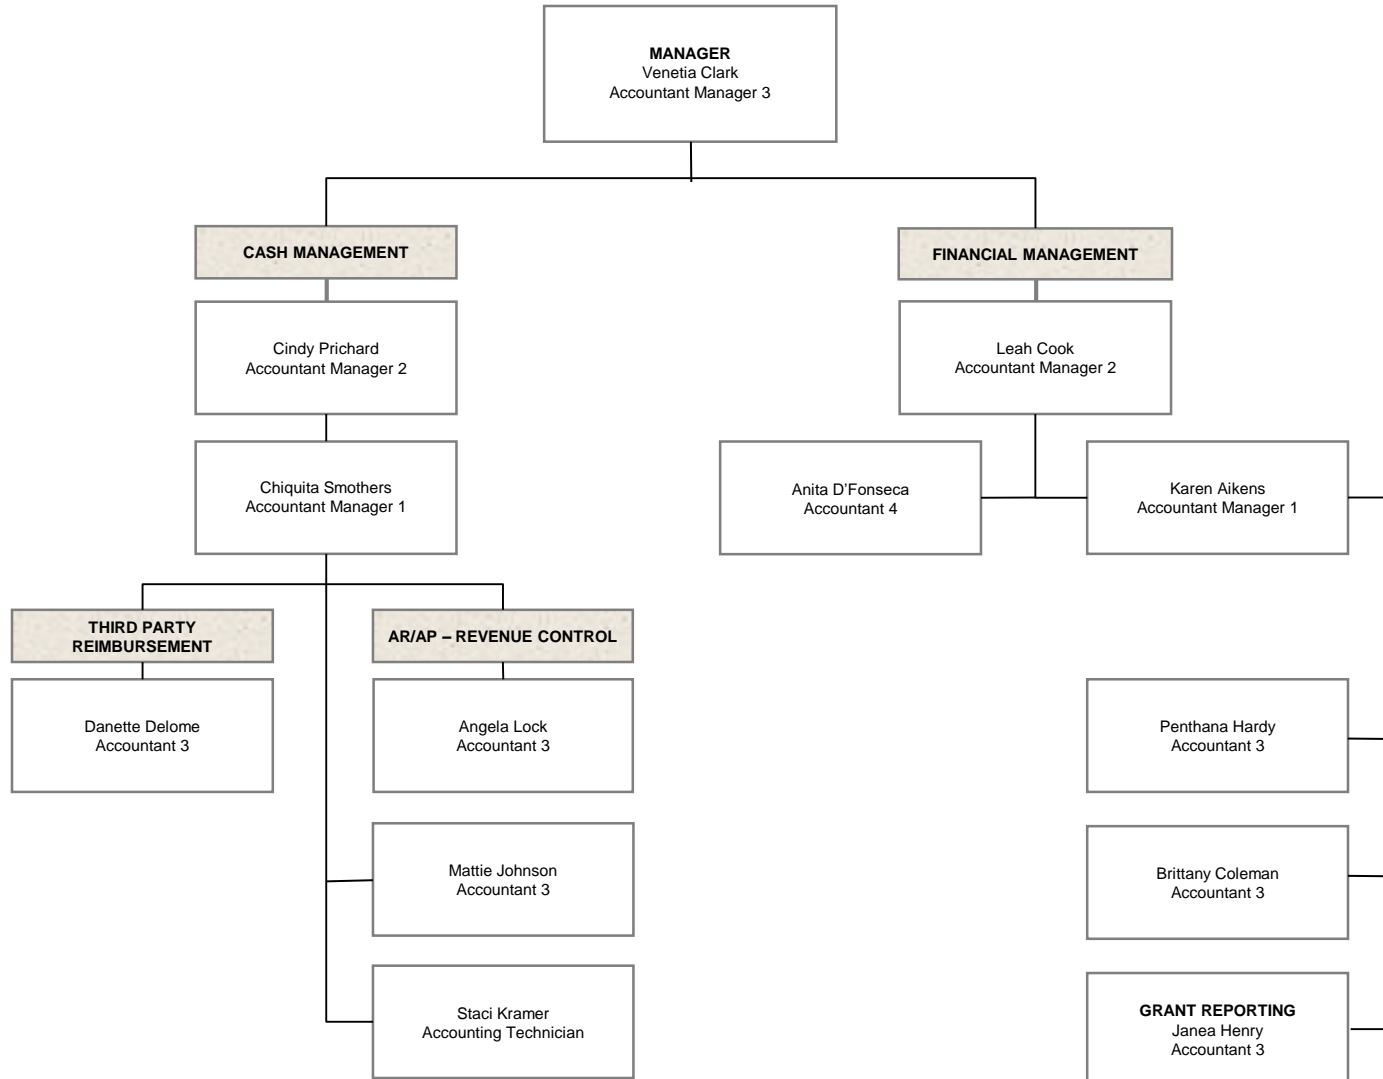 MANAGER
Venetia Clark
Accountant Manager 3
CASH MANAGEMENT
FINANCIAL MANAGEMENT
Cindy Prichard
Accountant Manager 2
Leah Cook
Accountant Manager 2
Chiquita Smothers
Accountant Manager 1
Anita D’Fonseca
Accountant 4
Karen Aikens
Accountant Manager 1
THIRD PARTY
REIMBURSEMENT
AR/AP – REVENUE CONTROL
Danette Delome
Accountant 3
Angela Lock
Accountant 3
Penthana Hardy
Accountant 3
Mattie Johnson
Accountant 3
Brittany Coleman
Accountant 3
Staci Kramer
Accounting Technician
GRANT REPORTING
Janea Henry
Accountant 3